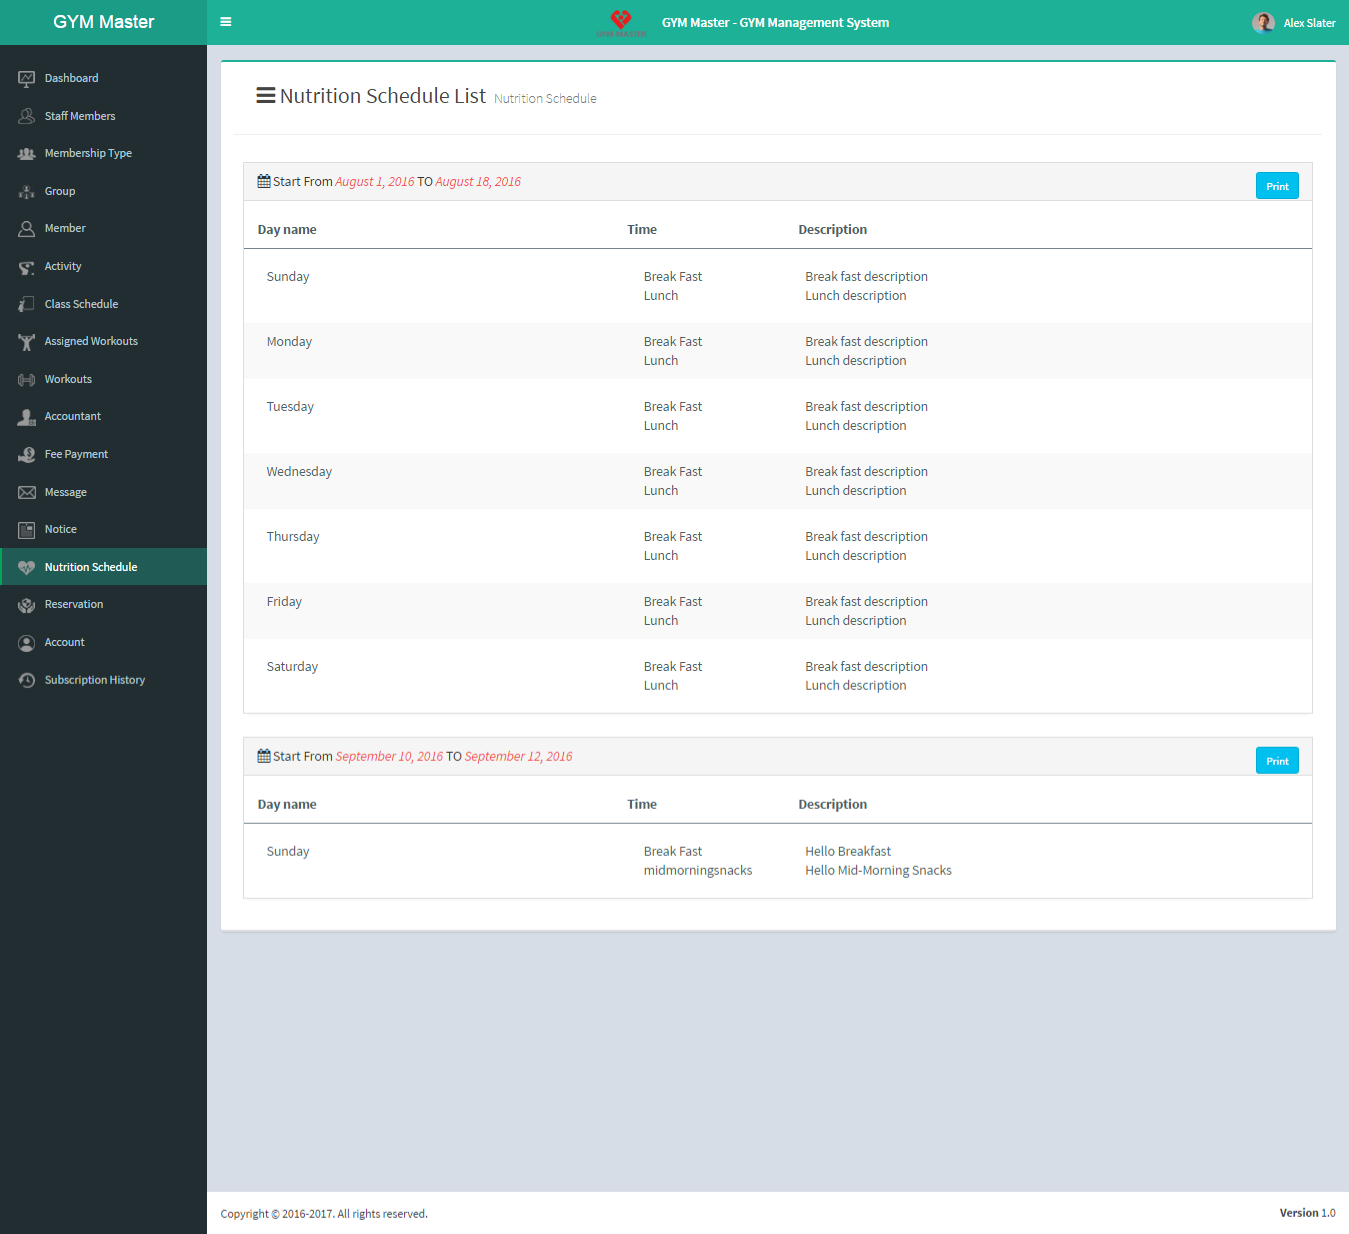 GYM Master
GYM Master - GYM Management System
Alex Slater
Dashboard
Staff Members
Membership Type
Group
Member
Activity
Class Schedule
Assigned Workouts
Workouts
Accountant
Fee Payment
Message
Notice
Nutrition Schedule
Reservation
Account
Subscription History
Nutrition Schedule List Nutrition Schedule
Start From August 1, 2016 TO August 18, 2016
Print
Day name Time Description
Sunday Break Fast Break fast description
Lunch Lunch description
Monday Break Fast Break fast description
Lunch Lunch description
Tuesday Break Fast Break fast description
Lunch Lunch description
Wednesday Break Fast Break fast description
Lunch Lunch description
Thursday Break Fast Break fast description
Lunch Lunch description
Friday Break Fast Break fast description
Lunch Lunch description
Saturday Break Fast Break fast description
Lunch Lunch description
Start From September 10, 2016 TO September 12, 2016
Print
Day name Time Description
Sunday Break Fast Hello Breakfast
midmorningsnacks Hello Mid-Morning Snacks
Copyright © 2016-2017. All rights reserved.
Version 1.0